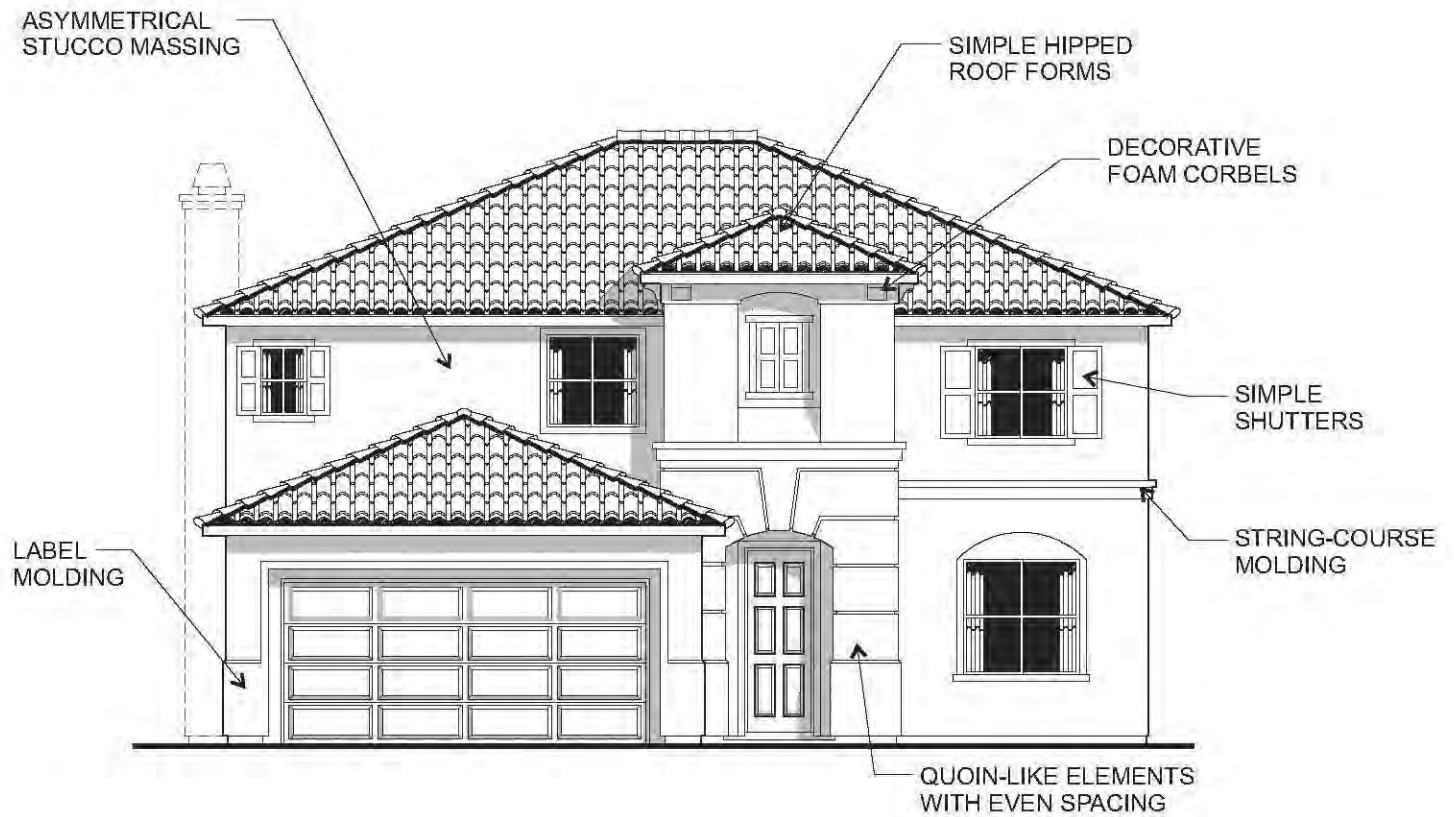 ASYMMETRICAL
STUCCO MASSING
SIMPLE HIPPED
ROOF FORMS
DECORATIVE
FOAM CORBELS
SIMPLE
SHUTTERS
LABEL
MOLDING
STRING-COURSE
MOLDING
QUOIN-LIKE ELEMENTS
WITH EVEN SPACING